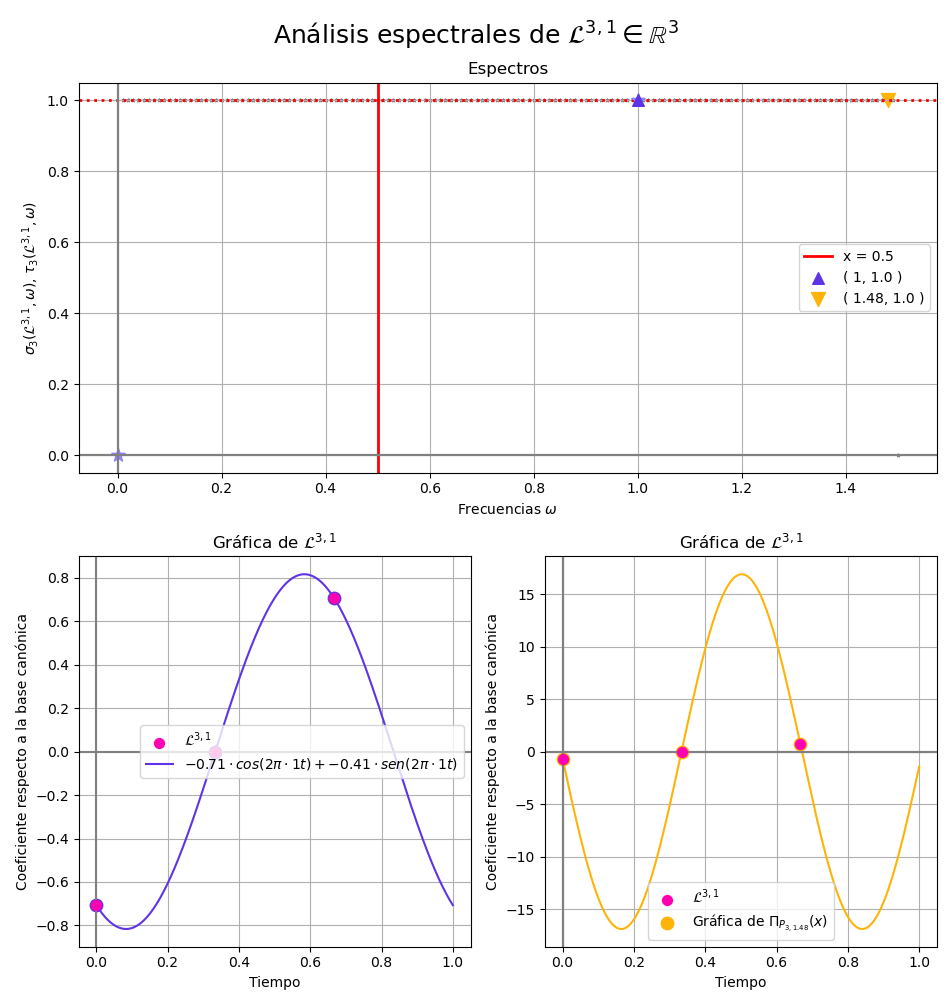 Análisis espectrales de ℒ^{3,1} ∈ ℝ^3
Espectros
1.0
0.8
0.6
0.4
0.2
0.0
σ_3(ℒ^{3,1}, ω), τ_3(ℒ^{3,1}, ω)
x = 0.5
( 1, 1.0 )
( 1.48, 1.0 )
0.0 0.2 0.4 0.6 0.8 1.0 1.2 1.4
Frecuencias ω
Gráfica de ℒ^{3,1}
0.8
0.6
0.4
0.2
0.0
−0.2
−0.4
−0.6
−0.8
Coeficiente respecto a la base canónica
ℒ^{3,1}
−0.71 · cos(2π · 1t) + −0.41 · sen(2π · 1t)
0.0 0.2 0.4 0.6 0.8 1.0
Tiempo
Gráfica de ℒ^{3,1}
15
10
5
0
−5
−10
−15
Coeficiente respecto a la base canónica
ℒ^{3,1}
Gráfica de Π_{P_{3,1.48}}(x)
0.0 0.2 0.4 0.6 0.8 1.0
Tiempo